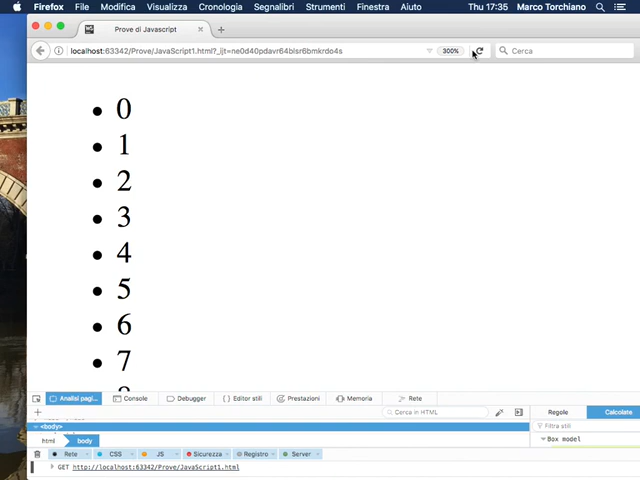 Firefox File Modifica Visualizza Cronologia Segnalibri Strumenti Finestra Aiuto Thu 17:35 Marco Torchiano
Prove di Javascript
localhost:63342/Prove/JavaScript1.html?_ijt=ne0d40pdavr64blsr6bmkrdo4s 300% Cerca
• 0
• 1
• 2
• 3
• 4
• 5
• 6
• 7
Analisi pagi... Console Debugger { } Editor stili Prestazioni Memoria Rete
+ Cerca in HTML Regole Calcolate
<body> Filtra stili
html body Box model
Rete CSS JS Sicurezza Registro Server
GET http://localhost:63342/Prove/JavaScript1.html